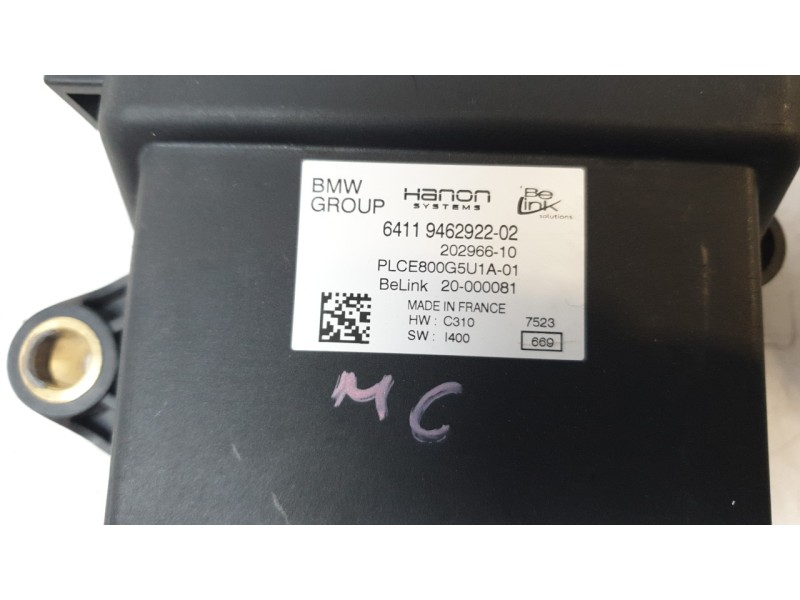 BMW GROUP
Hanon SYSTEMS
Be Link solutions
6411 9462922-02
202966-10
PLCE800G5U1A-01
BeLink 20-000081
MADE IN FRANCE
HW : C310 7523
SW : I400 669
MC